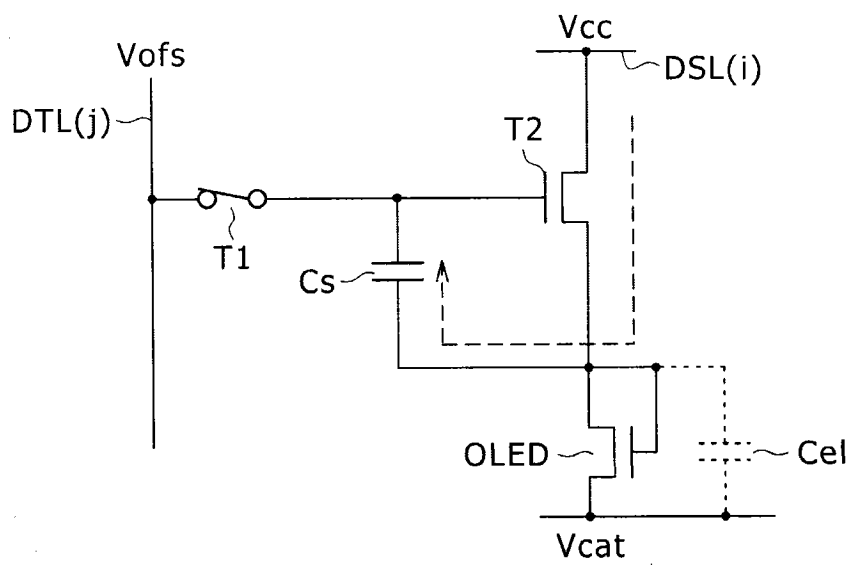 Vcc
Vofs
DSL(i)
DTL(j)
T2
T1
Cs
OLED
Cel
Vcat